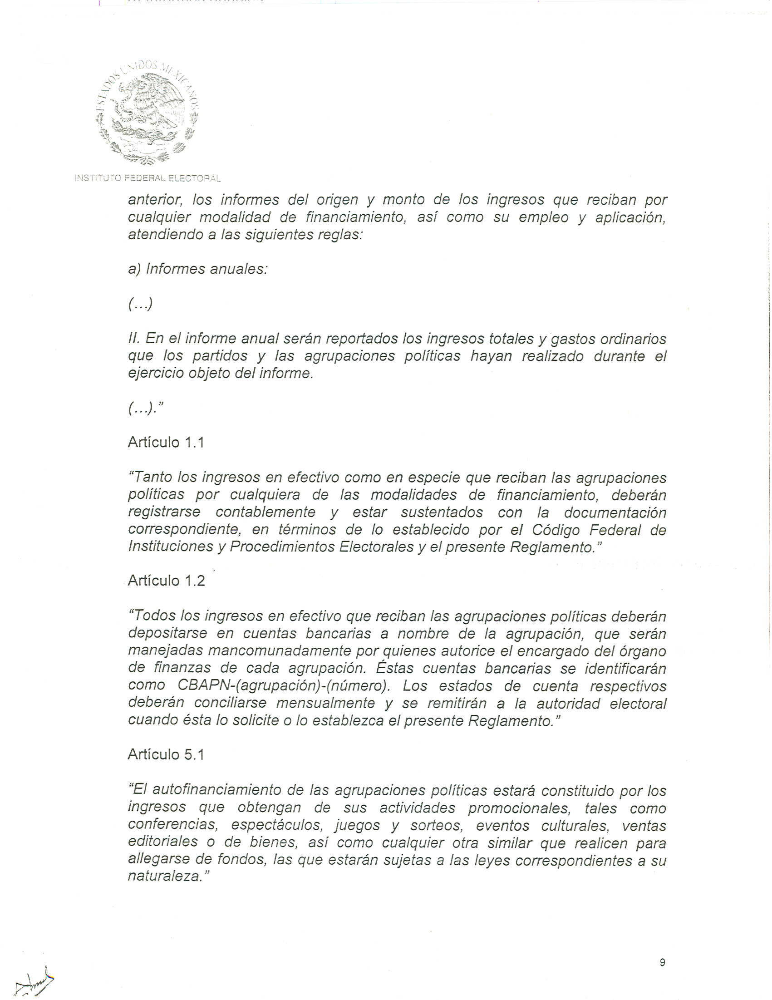 ESTADOS UNIDOS MEXICANOS
INSTITUTO FEDERAL ELECTORAL
anterior, los informes del origen y monto de los ingresos que reciban por
cualquier modalidad de financiamiento, así como su empleo y aplicación,
atendiendo a las siguientes reglas:
a) Informes anuales:
(...)
II. En el informe anual serán reportados los ingresos totales y gastos ordinarios
que los partidos y las agrupaciones políticas hayan realizado durante el
ejercicio objeto del informe.
(...).”
Artículo 1.1
“Tanto los ingresos en efectivo como en especie que reciban las agrupaciones
políticas por cualquiera de las modalidades de financiamiento, deberán
registrarse contablemente y estar sustentados con la documentación
correspondiente, en términos de lo establecido por el Código Federal de
Instituciones y Procedimientos Electorales y el presente Reglamento.”
Artículo 1.2
“Todos los ingresos en efectivo que reciban las agrupaciones políticas deberán
depositarse en cuentas bancarias a nombre de la agrupación, que serán
manejadas mancomunadamente por quienes autorice el encargado del órgano
de finanzas de cada agrupación. Éstas cuentas bancarias se identificarán
como CBAPN-(agrupación)-(número). Los estados de cuenta respectivos
deberán conciliarse mensualmente y se remitirán a la autoridad electoral
cuando ésta lo solicite o lo establezca el presente Reglamento.”
Artículo 5.1
“El autofinanciamiento de las agrupaciones políticas estará constituido por los
ingresos que obtengan de sus actividades promocionales, tales como
conferencias, espectáculos, juegos y sorteos, eventos culturales, ventas
editoriales o de bienes, así como cualquier otra similar que realicen para
allegarse de fondos, las que estarán sujetas a las leyes correspondientes a su
naturaleza.”
9